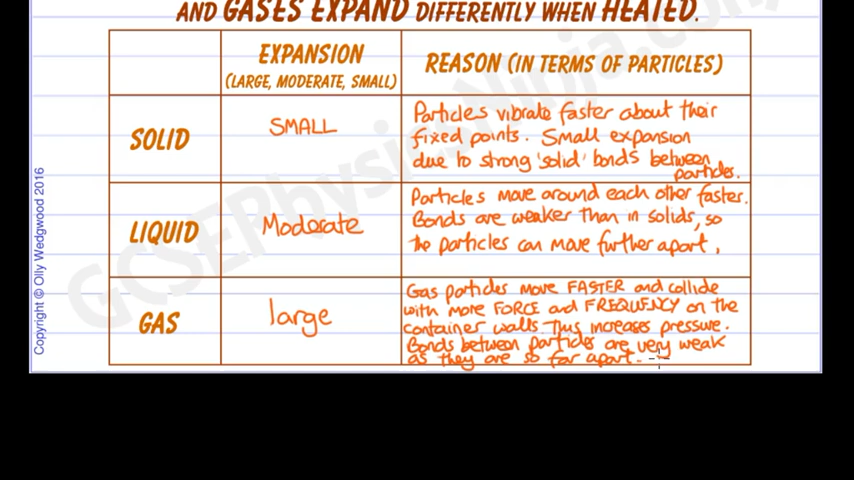 AND GASES EXPAND DIFFERENTLY WHEN HEATED.
EXPANSION
(LARGE, MODERATE, SMALL)
REASON (IN TERMS OF PARTICLES)
SOLID
SMALL
Particles vibrate faster about their
fixed points. Small expansion
due to strong 'solid' bonds between
particles.
LIQUID
Moderate
Particles move around each other faster.
Bonds are weaker than in solids, so
the particles can move further apart.
GAS
large
Gas particles move FASTER and collide
with more FORCE and FREQUENCY on the
container walls. This increases pressure.
Bonds between particles are very weak
as they are so far apart.
Copyright © Olly Wedgwood 2016
GCSEPhysicsNinja.com